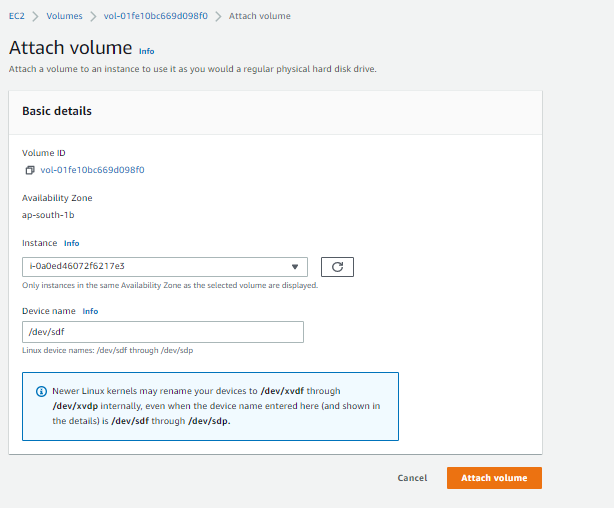 EC2 > Volumes > vol-01fe10bc669d098f0 > Attach volume
Attach volume Info
Attach a volume to an instance to use it as you would a regular physical hard disk drive.
Basic details
Volume ID
vol-01fe10bc669d098f0
Availability Zone
ap-south-1b
Instance Info
i-0a0ed46072f6217e3
Only instances in the same Availability Zone as the selected volume are displayed.
Device name Info
/dev/sdf
Linux device names: /dev/sdf through /dev/sdp
Newer Linux kernels may rename your devices to /dev/xvdf through
/dev/xvdp internally, even when the device name entered here (and shown in
the details) is /dev/sdf through /dev/sdp.
Cancel Attach volume